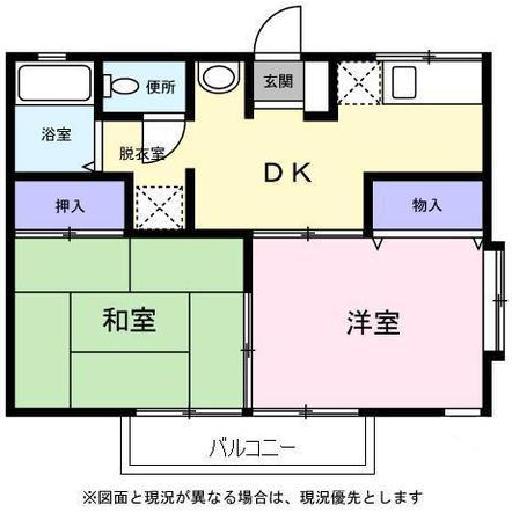 玄関
便所
浴室
脱衣室
DK
押入
物入
和室
洋室
バルコニー
※図面と現況が異なる場合は、現況優先とします